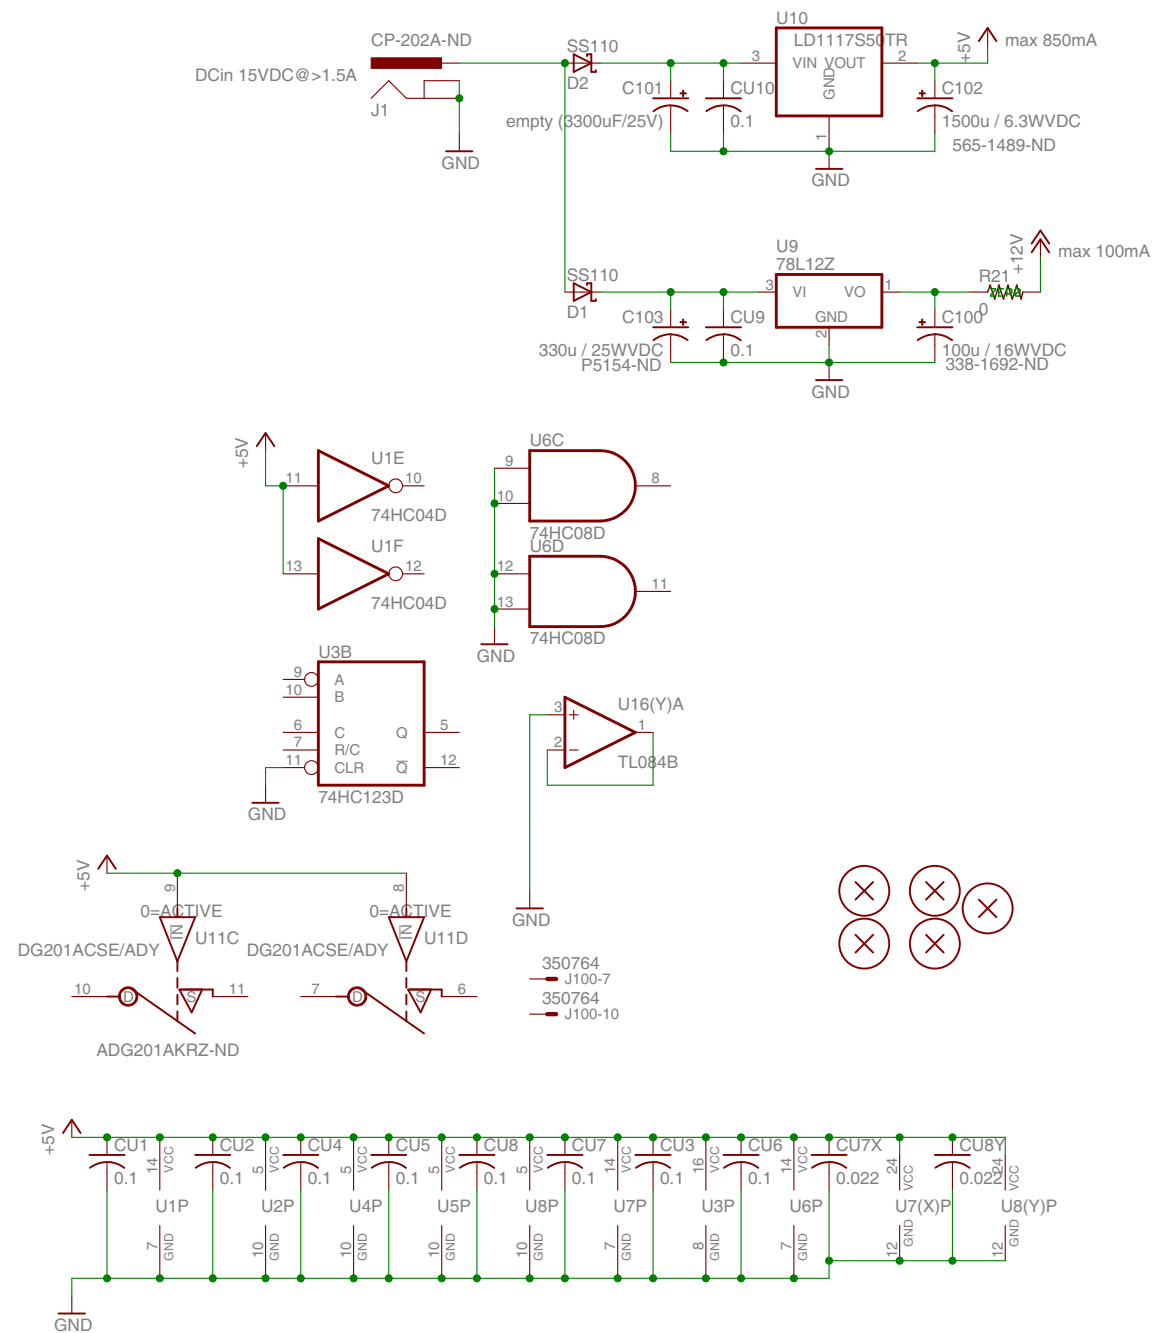 CP-202A-ND
DCin 15VDC@>1.5A
J1
GND
SS110
D2
C101
empty (3300uF/25V)
CU10
0.1
U10
LD1117S50TR
3
VIN VOUT
GND
1
2
+5V
max 850mA
C102
1500u / 6.3WVDC
565-1489-ND
GND
SS110
D1
C103
330u / 25WVDC
P5154-ND
CU9
0.1
U9
78L12Z
3
VI
VO
GND
2
1
GND
R21
0
+12V
max 100mA
C100
100u / 16WVDC
338-1692-ND
+5V
U1E
11
10
74HC04D
U1F
13
12
74HC04D
U6C
9
10
8
74HC08D
U6D
12
13
11
74HC08D
GND
U3B
9
A
10
B
6
C
Q
5
7
R/C
11
CLR
Q
12
74HC123D
GND
U16(Y)A
3
+
2
−
1
TL084B
GND
+5V
9
0=ACTIVE
IN
U11C
DG201ACSE/ADY
10
D
S
11
ADG201AKRZ-ND
8
0=ACTIVE
IN
U11D
DG201ACSE/ADY
7
D
S
6
350764
J100-7
350764
J100-10
+5V
CU1
0.1
14
VCC
U1P
7
GND
CU2
0.1
5
VCC
U2P
10
GND
CU4
0.1
5
VCC
U4P
10
GND
CU5
0.1
5
VCC
U5P
10
GND
CU8
0.1
5
VCC
U8P
10
GND
CU7
0.1
14
VCC
U7P
7
GND
CU3
0.1
16
VCC
U3P
8
GND
CU6
0.1
14
VCC
U6P
7
GND
CU7X
0.022
24
VCC
U7(X)P
12
GND
CU8Y
0.022
24
VCC
U8(Y)P
12
GND
GND